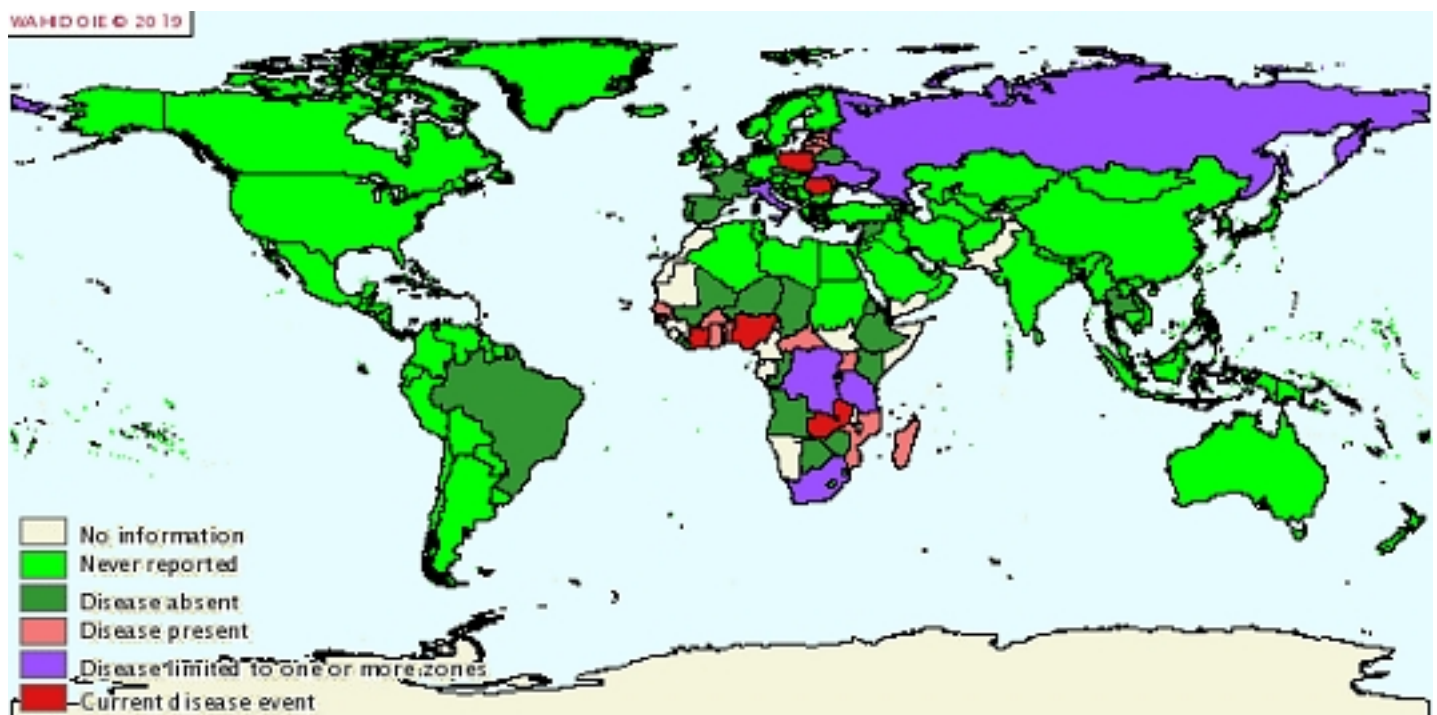 WAHID OIE © 2019
No information
Never reported
Disease absent
Disease present
Disease limited to one or more zones
Current disease event